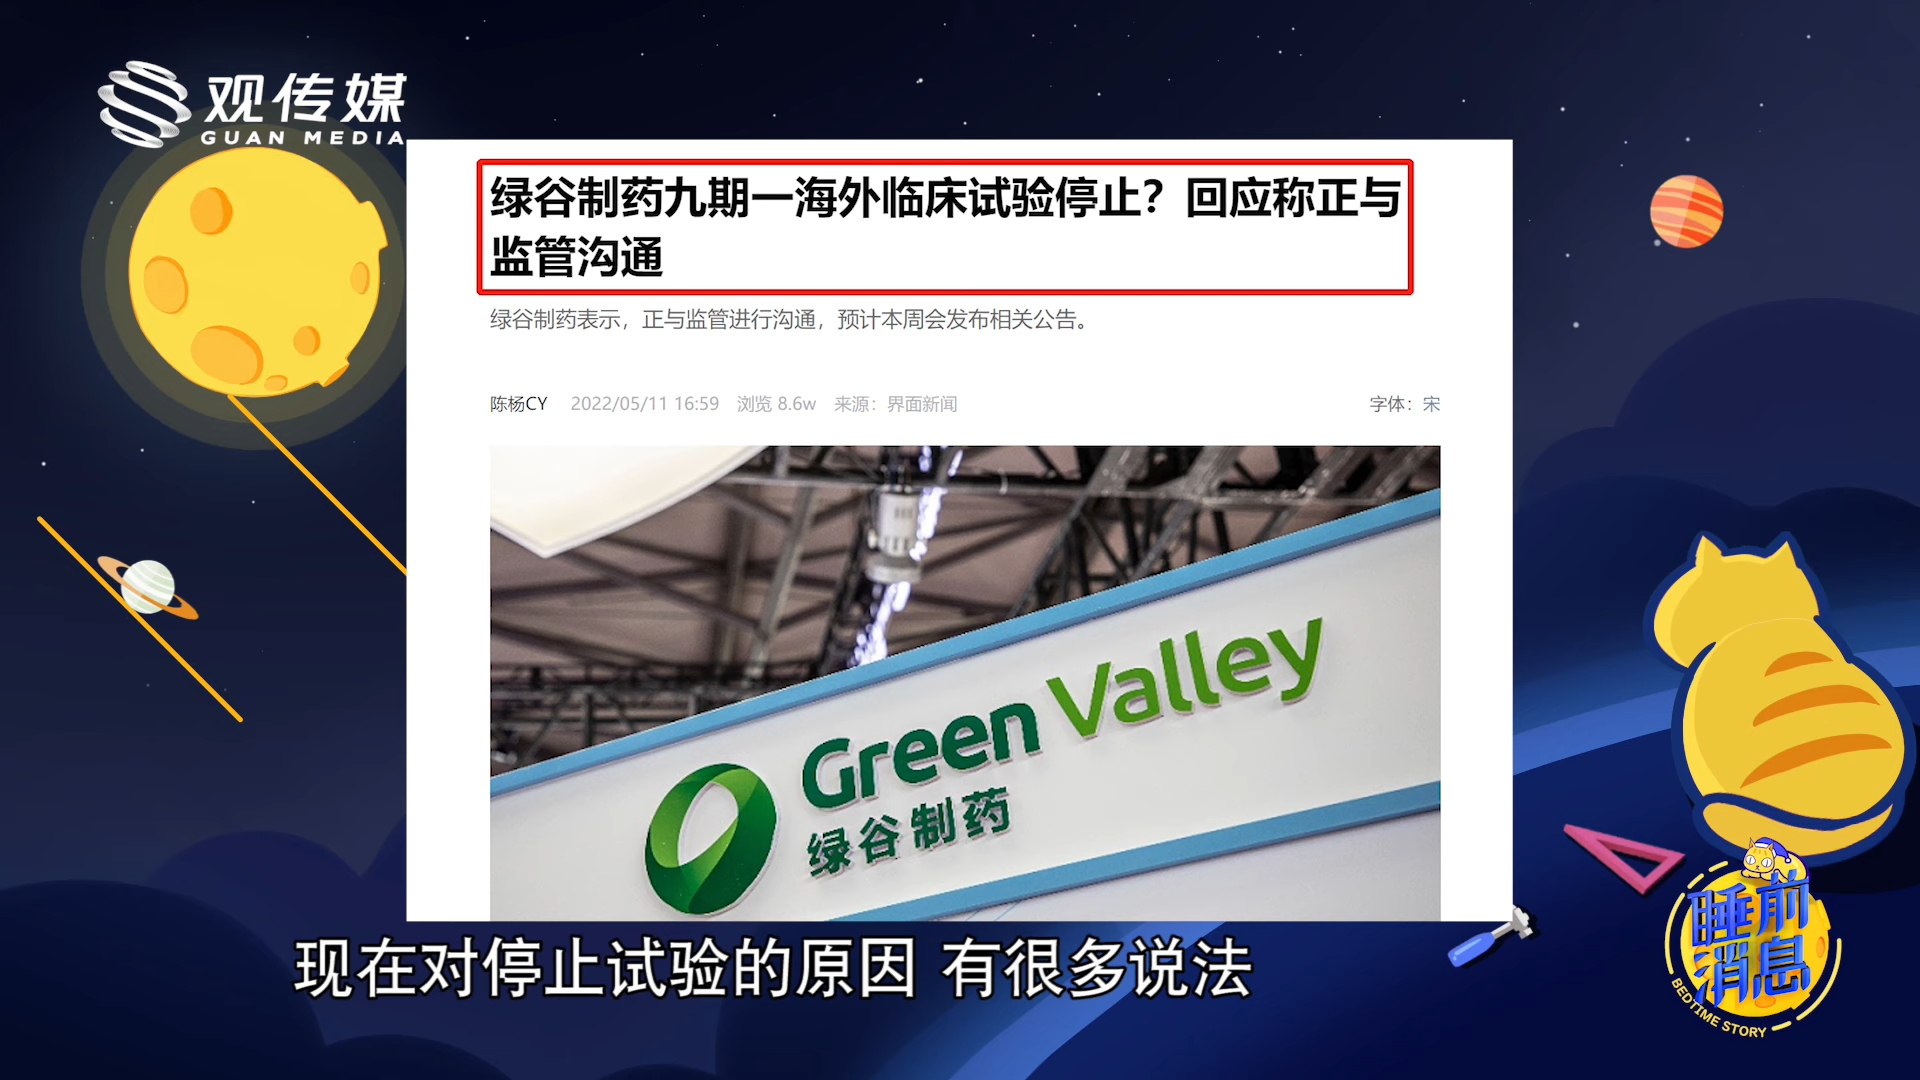 观传媒
GUAN MEDIA
绿谷制药九期一海外临床试验停止？回应称正与
监管沟通
绿谷制药表示，正与监管进行沟通，预计本周会发布相关公告。
陈杨CY 2022/05/11 16:59 浏览 8.6w 来源：界面新闻 字体：宋
Green Valley
绿谷制药
现在对停止试验的原因 有很多说法
睡前
消息
BEDTIME STORY